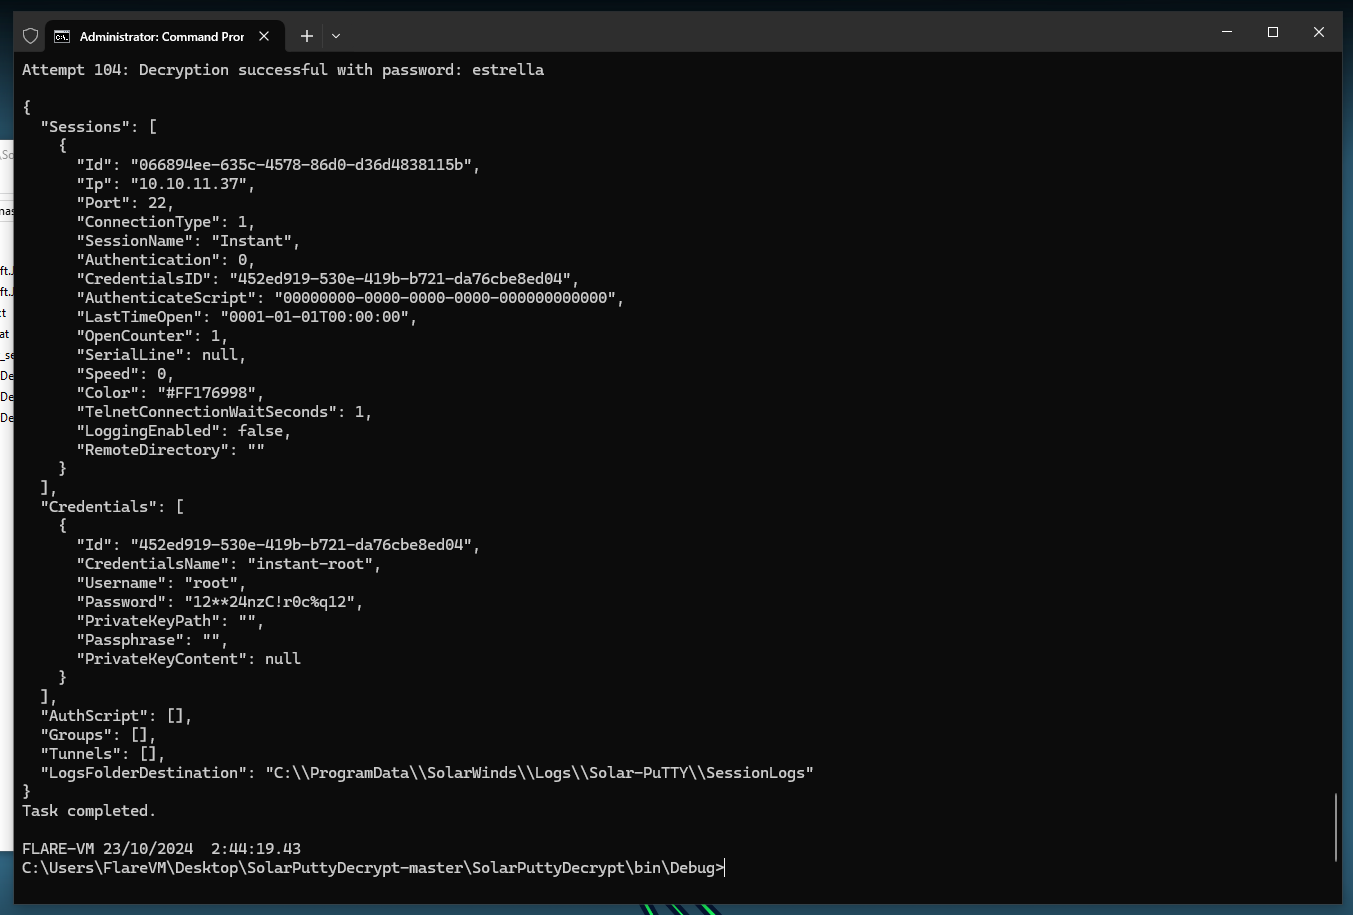 Administrator: Command Pror
Attempt 104: Decryption successful with password: estrella
{
  "Sessions": [
    {
      "Id": "066894ee-635c-4578-86d0-d36d4838115b",
      "Ip": "10.10.11.37",
      "Port": 22,
      "ConnectionType": 1,
      "SessionName": "Instant",
      "Authentication": 0,
      "CredentialsID": "452ed919-530e-419b-b721-da76cbe8ed04",
      "AuthenticateScript": "00000000-0000-0000-0000-000000000000",
      "LastTimeOpen": "0001-01-01T00:00:00",
      "OpenCounter": 1,
      "SerialLine": null,
      "Speed": 0,
      "Color": "#FF176998",
      "TelnetConnectionWaitSeconds": 1,
      "LoggingEnabled": false,
      "RemoteDirectory": ""
    }
  ],
  "Credentials": [
    {
      "Id": "452ed919-530e-419b-b721-da76cbe8ed04",
      "CredentialsName": "instant-root",
      "Username": "root",
      "Password": "12**24nzC!r0c%q12",
      "PrivateKeyPath": "",
      "Passphrase": "",
      "PrivateKeyContent": null
    }
  ],
  "AuthScript": [],
  "Groups": [],
  "Tunnels": [],
  "LogsFolderDestination": "C:\\ProgramData\\SolarWinds\\Logs\\Solar-PuTTY\\SessionLogs"
}
Task completed.
FLARE-VM 23/10/2024  2:44:19.43
C:\Users\FlareVM\Desktop\SolarPuttyDecrypt-master\SolarPuttyDecrypt\bin\Debug>